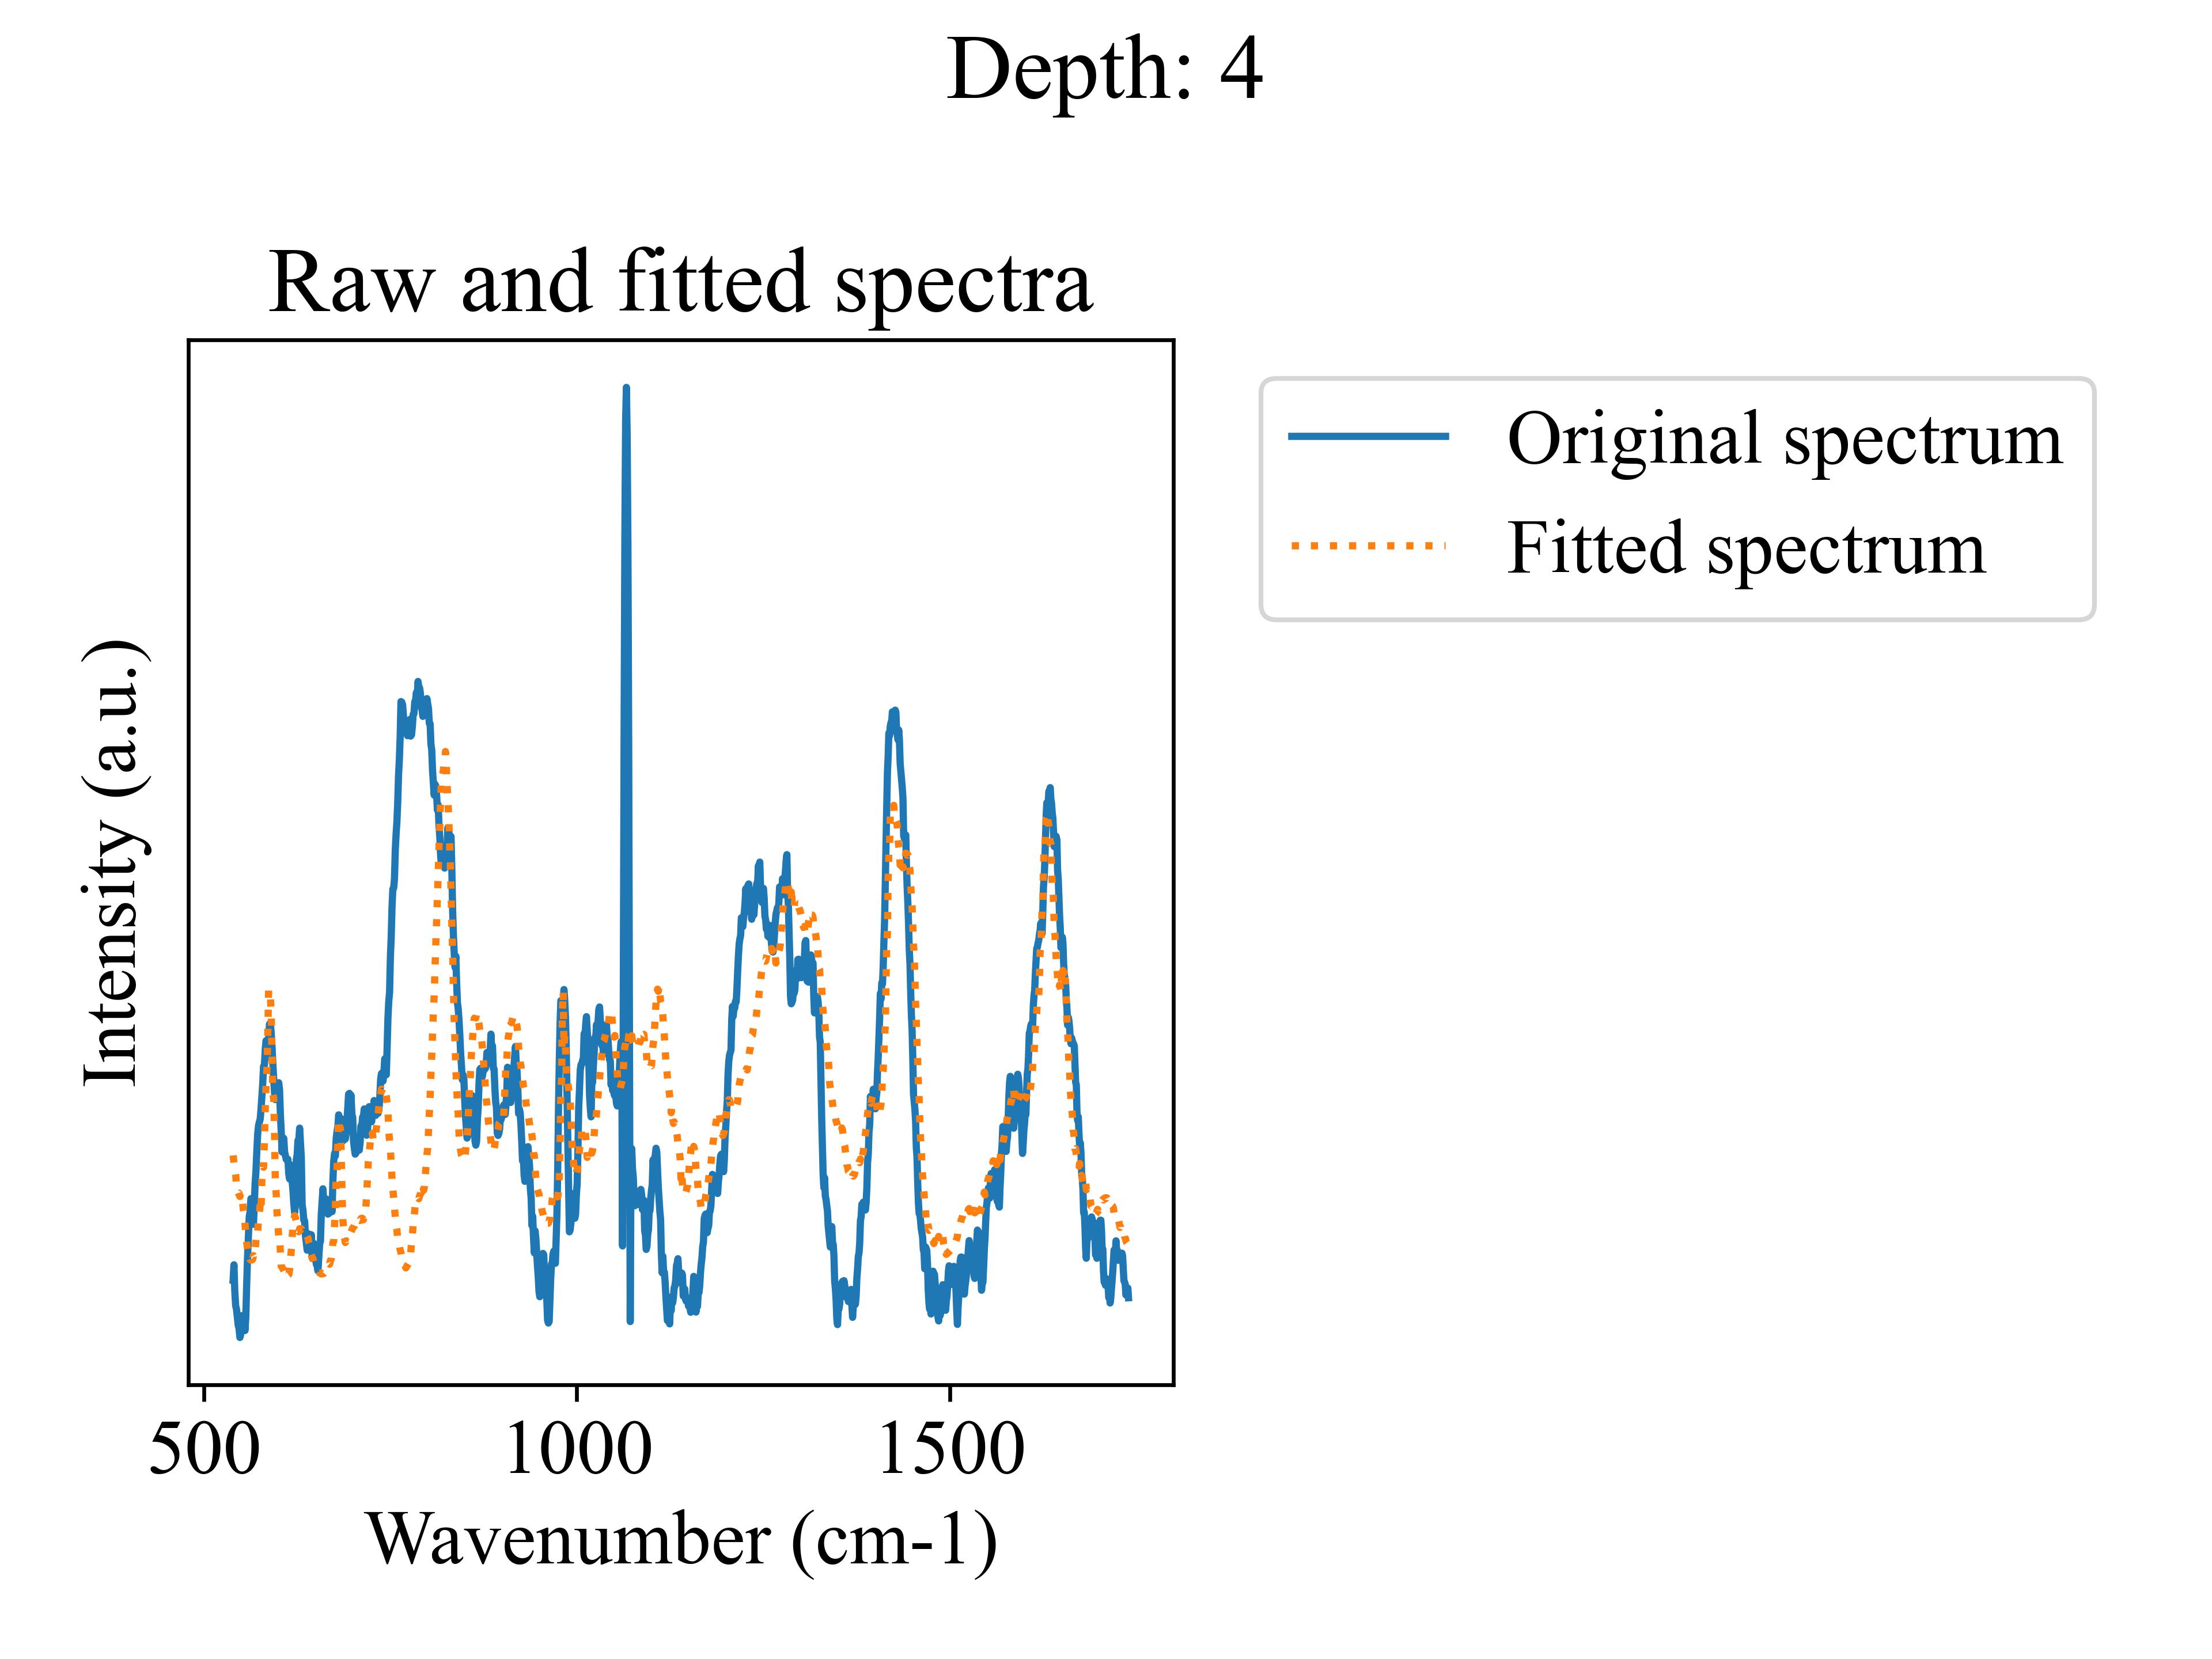 Depth: 4
Raw and fitted spectra
Original spectrum
Fitted spectrum
Intensity (a.u.)
500 1000 1500
Wavenumber (cm-1)